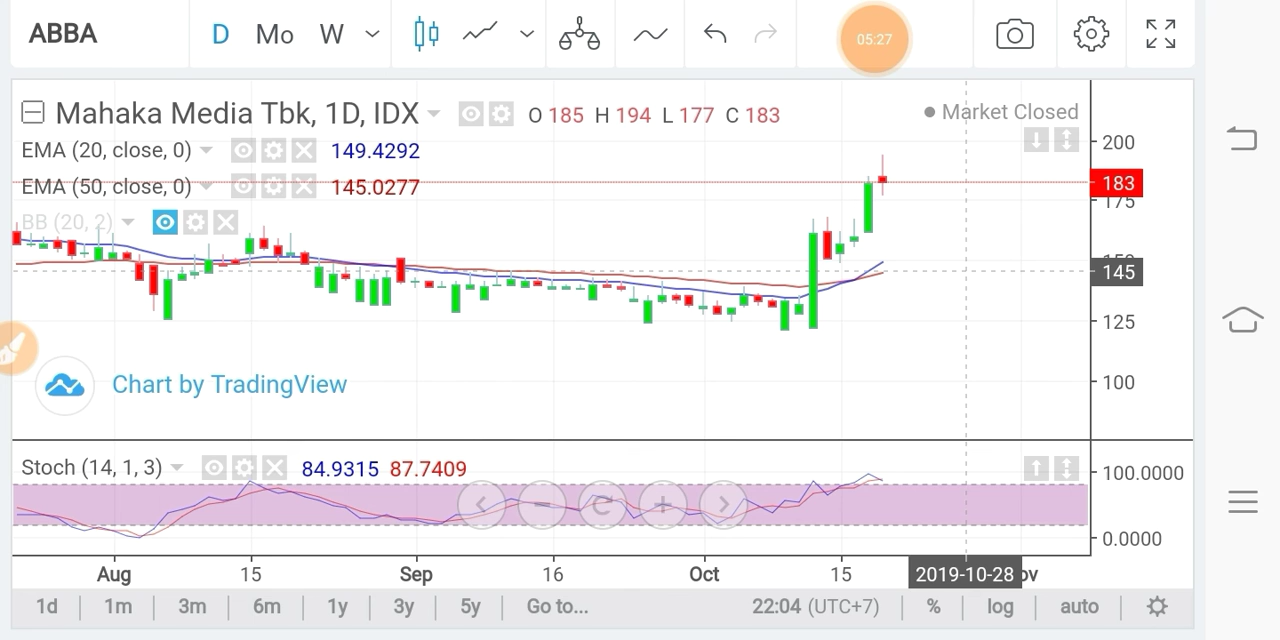 ABBA D Mo W 05:27
Mahaka Media Tbk, 1D, IDX O 185 H 194 L 177 C 183 Market Closed
EMA (20, close, 0) 149.4292
EMA (50, close, 0) 145.0277
BB (20, 2)
200
183
175
145
125
100
Chart by TradingView
Stoch (14, 1, 3) 84.9315 87.7409
100.0000
0.0000
Aug 15 Sep 16 Oct 15 2019-10-28
1d 1m 3m 6m 1y 3y 5y Go to... 22:04 (UTC+7) % log auto